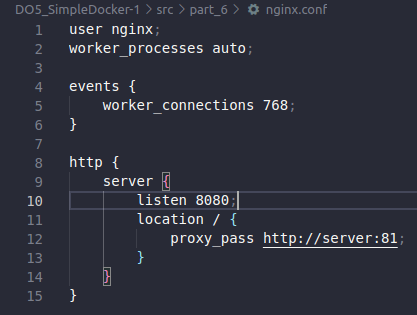 DO5_SimpleDocker-1 > src > part_6 > nginx.conf
1 user nginx;
2 worker_processes auto;
3
4 events {
5 worker_connections 768;
6 }
7
8 http {
9 server {
10 listen 8080;
11 location / {
12 proxy_pass http://server:81;
13 }
14 }
15 }